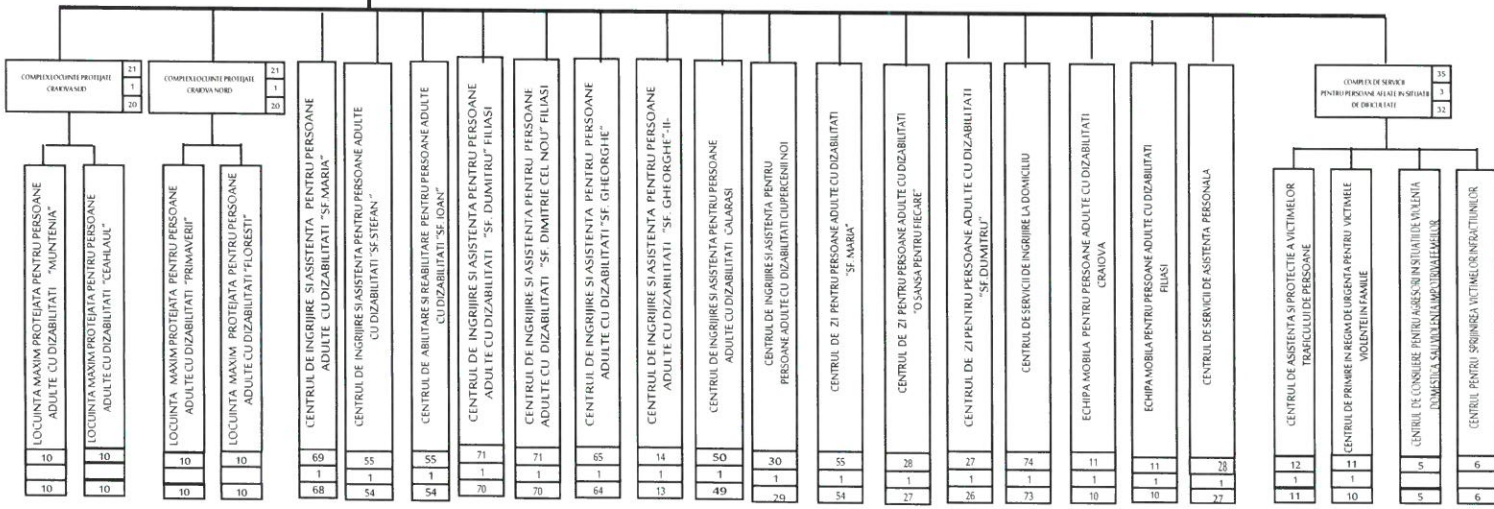 COMPLEX LOCUINTE PROTEJATE
CRAIOVA SUD
21
1
20
LOCUINTA MAXIM PROTEJATA PENTRU PERSOANE
ADULTE CU DIZABILITATI "MUNTENIA"
10
10
LOCUINTA MAXIM PROTEJATA PENTRU PERSOANE
ADULTE CU DIZABILITATI "CEAHLAUL"
10
10
COMPLEX LOCUINTE PROTEJATE
CRAIOVA NORD
21
1
20
LOCUINTA MAXIM PROTEJATA PENTRU PERSOANE
ADULTE CU DIZABILITATI "PRIMAVERII"
10
10
LOCUINTA MAXIM PROTEJATA PENTRU PERSOANE
ADULTE CU DIZABILITATI "FLORESTI"
10
10
CENTRUL DE INGRIJIRE SI ASISTENTA PENTRU PERSOANE
ADULTE CU DIZABILITATI "SF.MARIA"
69
1
68
CENTRUL DE INGRIJIRE SI ASISTENTA PENTRU PERSOANE ADULTE
CU DIZABILITATI "SF.STEFAN"
55
1
54
CENTRUL DE ABILITARE SI REABILITARE PENTRU PERSOANE ADULTE
CU DIZABILITATI "SF. IOAN"
55
1
54
CENTRUL DE INGRIJIRE SI ASISTENTA PENTRU PERSOANE
ADULTE CU DIZABILITATI "SF. DUMITRU" FILIASI
71
1
70
CENTRUL DE INGRIJIRE SI ASISTENTA PENTRU PERSOANE
ADULTE CU DIZABILITATI "SF. DIMITRIE CEL NOU" FILIASI
71
1
70
CENTRUL DE INGRIJIRE SI ASISTENTA PENTRU PERSOANE
ADULTE CU DIZABILITATI "SF. GHEORGHE"
65
1
64
CENTRUL DE INGRIJIRE SI ASISTENTA PENTRU PERSOANE
ADULTE CU DIZABILITATI "SF. GHEORGHE"-II-
14
1
13
CENTRUL DE INGRIJIRE SI ASISTENTA PENTRU PERSOANE
ADULTE CU DIZABILITATI CALARASI
50
1
49
CENTRUL DE INGRIJIRE SI ASISTENTA PENTRU
PERSOANE ADULTE CU DIZABILITATI CIUPERCENII NOI
30
1
29
CENTRUL DE ZI PENTRU PERSOANE ADULTE CU DIZABILITATI
"SF.MARIA"
55
1
54
CENTRUL DE ZI PENTRU PERSOANE ADULTE CU DIZABILITATI
"O SANSA PENTRU FIECARE"
28
1
27
CENTRUL DE ZI PENTRU PERSOANE ADULTE CU DIZABILITATI
"SF.DUMITRU"
27
1
26
CENTRUL DE SERVICII DE INGRIJIRE LA DOMICILIU
74
1
73
ECHIPA MOBILA PENTRU PERSOANE ADULTE CU DIZABILITATI
CRAIOVA
11
1
10
ECHIPA MOBILA PENTRU PERSOANE ADULTE CU DIZABILITATI
FILIASI
11
1
10
CENTRUL DE SERVICII DE ASISTENTA PERSONALA
28
1
27
COMPLEX DE SERVICII
PENTRU PERSOANE AFLATE IN SITUATII
DE DIFICULTATE
35
3
32
CENTRUL DE ASISTENTA SI PROTECTIE A VICTIMELOR
TRAFICULUI DE PERSOANE
12
1
11
CENTRUL DE PRIMIRE IN REGIM DE URGENTA PENTRU VICTIMELE
VIOLENTEI IN FAMILIE
11
1
10
CENTRUL DE CONSILIERE PENTRU AGRESORI IN SITUATII DE VIOLENTA
DOMESTICA SAU VIOLENTA IMPOTRIVA FEMEILOR
5
5
CENTRUL PENTRU SPRIJINIREA VICTIMELOR INFRACTIUNILOR
6
6